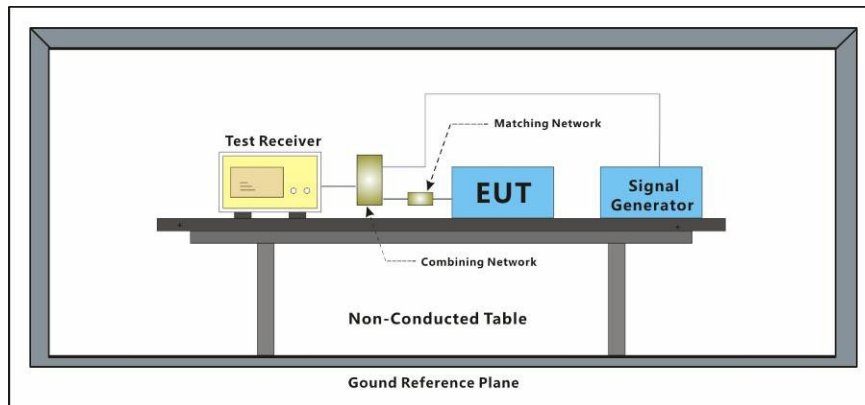 Matching Network
Test Receiver
EUT
Signal
Generator
Combining Network
Non-Conducted Table
Gound Reference Plane